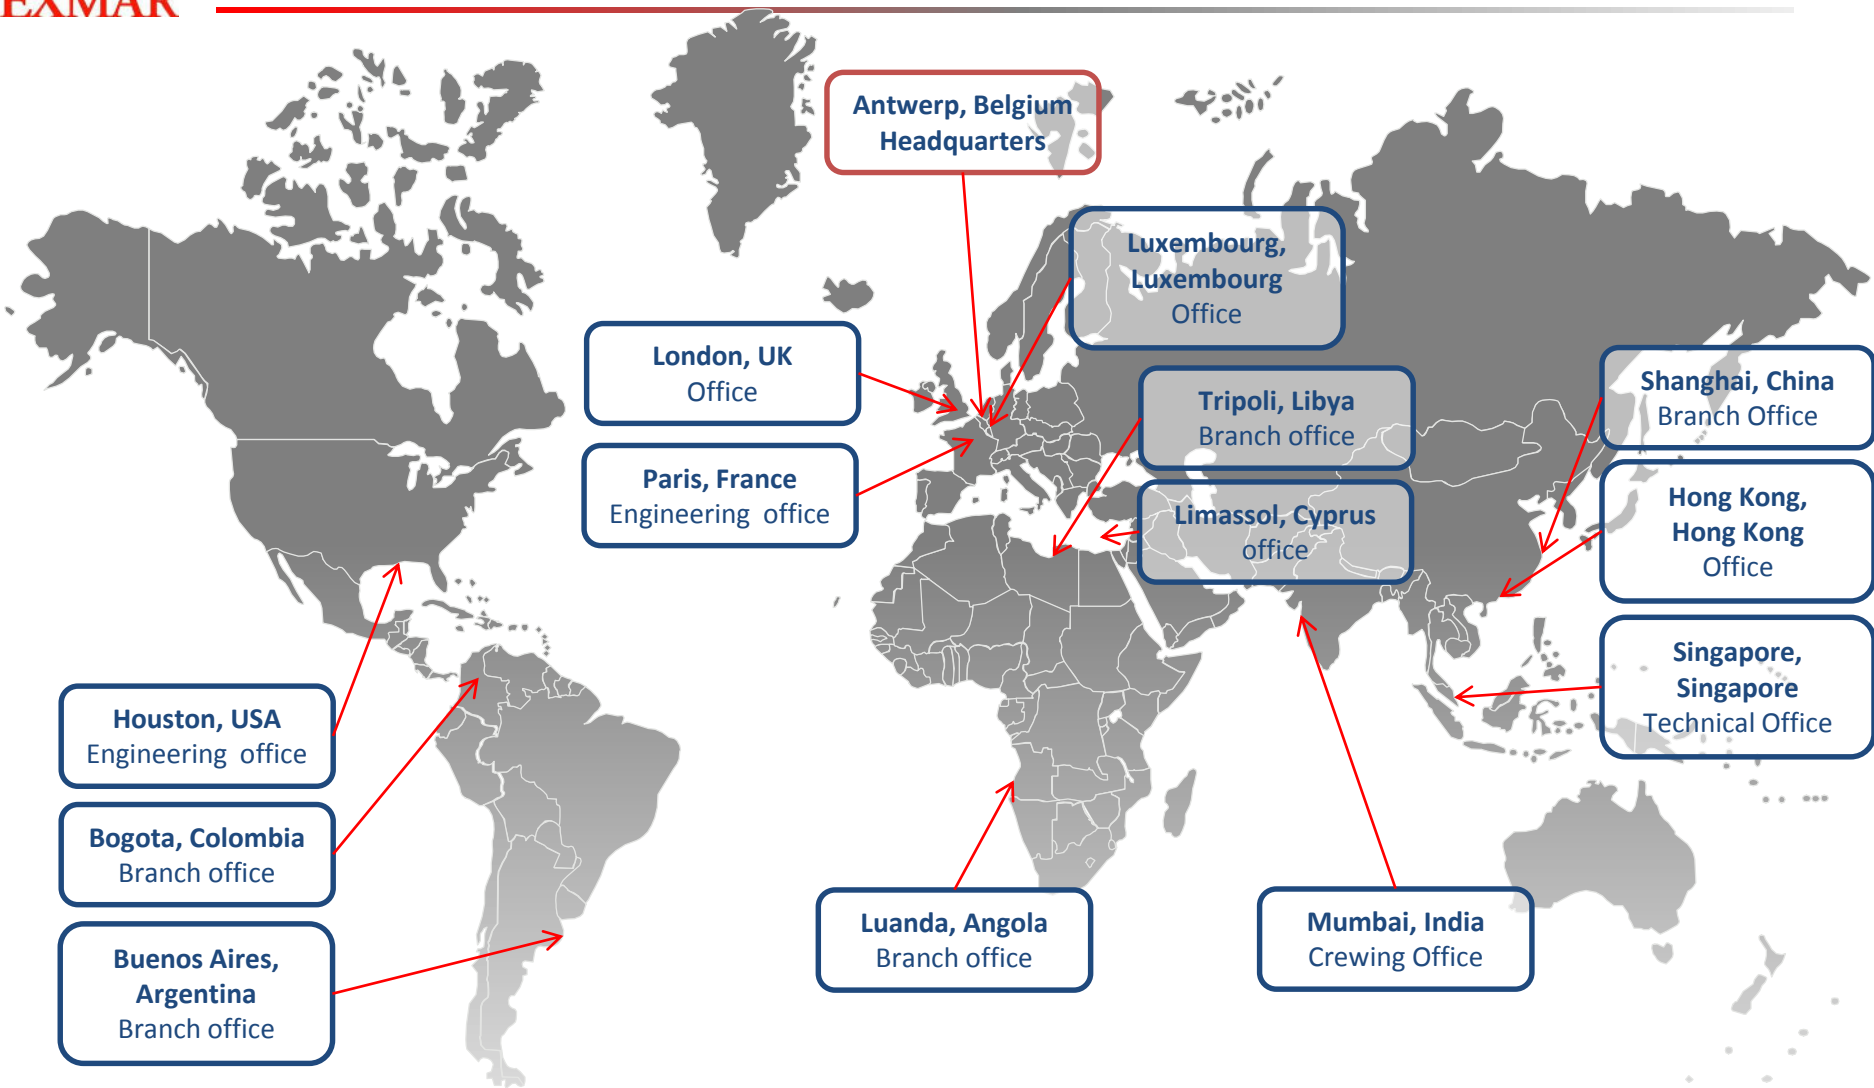 EXMAR
Antwerp, Belgium
Headquarters
Luxembourg,
Luxembourg
Office
London, UK
Office
Tripoli, Libya
Branch office
Shanghai, China
Branch Office
Paris, France
Engineering office
Limassol, Cyprus
office
Hong Kong,
Hong Kong
Office
Singapore,
Singapore
Technical Office
Houston, USA
Engineering office
Bogota, Colombia
Branch office
Luanda, Angola
Branch office
Mumbai, India
Crewing Office
Buenos Aires,
Argentina
Branch office